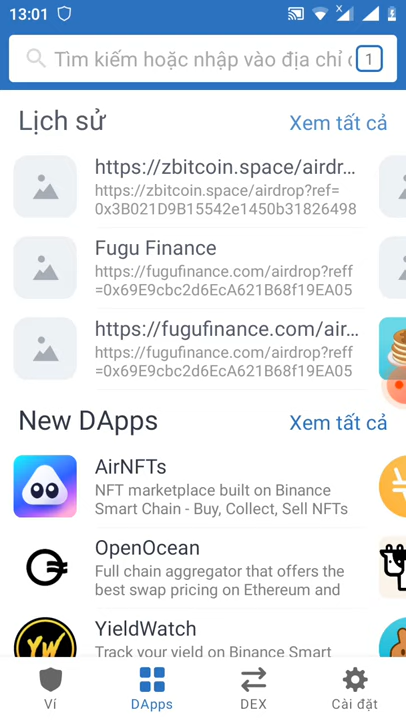 13:01
Tìm kiếm hoặc nhập vào địa chỉ
1
Lịch sử
Xem tất cả
https://zbitcoin.space/airdr...
https://zbitcoin.space/airdrop?ref=
0x3B021D9B15542e1450b31826498
Fugu Finance
https://fugufinance.com/airdrop?reff
=0x69E9cbc2d6EcA621B68f19EA05
https://fugufinance.com/air...
https://fugufinance.com/airdrop?reff
=0x69E9cbc2d6EcA621B68f19EA05
New DApps
Xem tất cả
AirNFTs
NFT marketplace built on Binance
Smart Chain - Buy, Collect, Sell NFTs
OpenOcean
Full chain aggregator that offers the
best swap pricing on Ethereum and
YW
YieldWatch
Track your yield on Binance Smart
Ví
DApps
DEX
Cài đặt